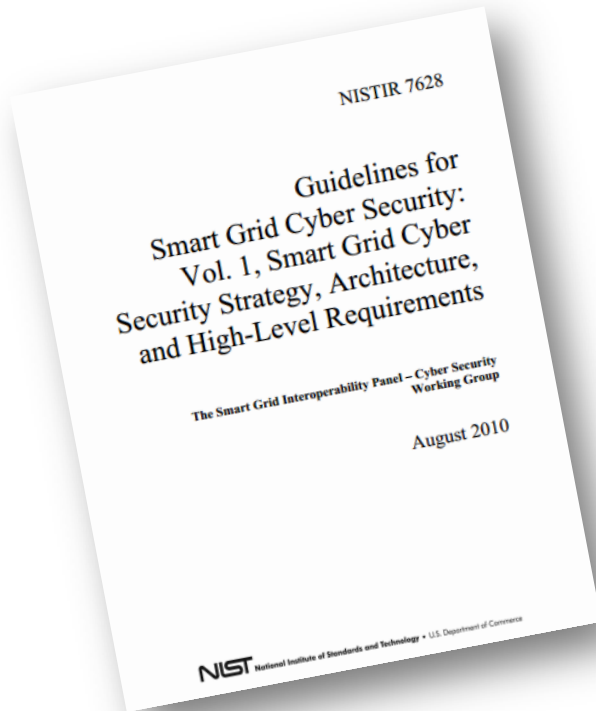 NISTIR 7628
Guidelines for
Smart Grid Cyber Security:
Vol. 1, Smart Grid Cyber
Security Strategy, Architecture,
and High-Level Requirements
The Smart Grid Interoperability Panel – Cyber Security
Working Group
August 2010
NIST National Institute of Standards and Technology • U.S. Department of Commerce